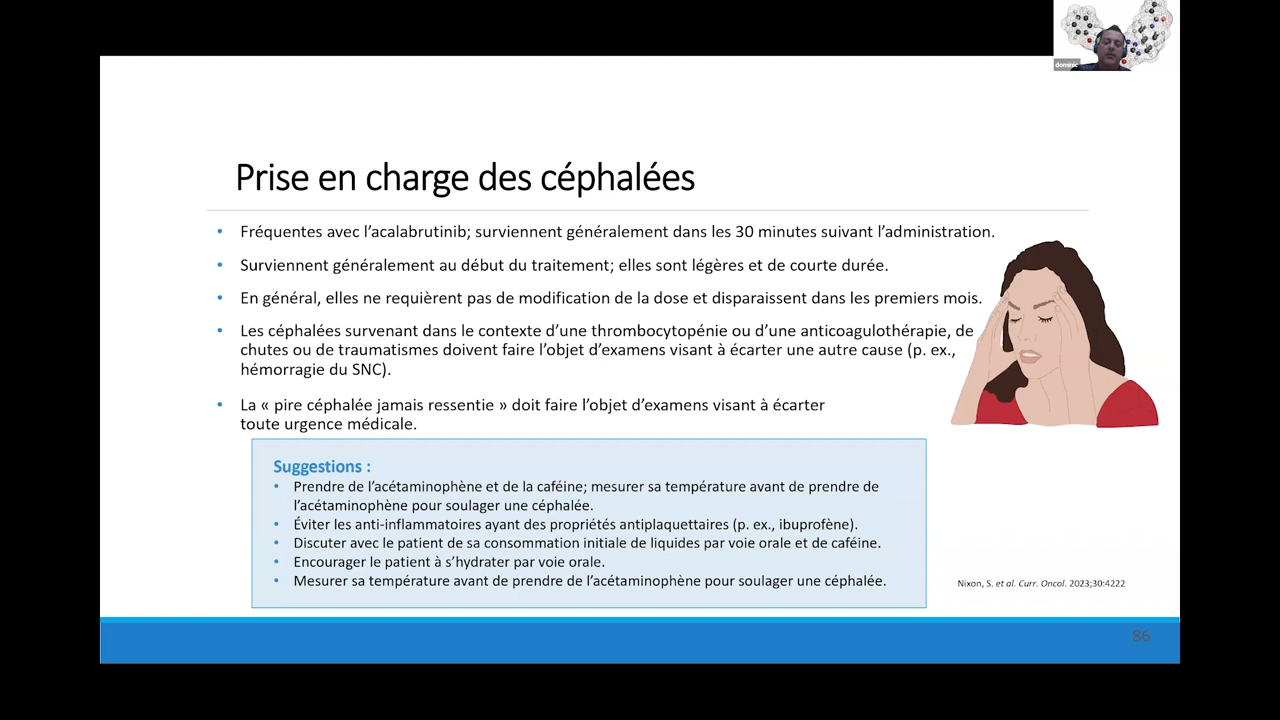 dominic
Prise en charge des céphalées
• Fréquentes avec l’acalabrutinib; surviennent généralement dans les 30 minutes suivant l’administration.
• Surviennent généralement au début du traitement; elles sont légères et de courte durée.
• En général, elles ne requièrent pas de modification de la dose et disparaissent dans les premiers mois.
• Les céphalées survenant dans le contexte d’une thrombocytopénie ou d’une anticoagulothérapie, de
chutes ou de traumatismes doivent faire l’objet d’examens visant à écarter une autre cause (p. ex.,
hémorragie du SNC).
• La « pire céphalée jamais ressentie » doit faire l’objet d’examens visant à écarter
toute urgence médicale.
Suggestions :
• Prendre de l’acétaminophène et de la caféine; mesurer sa température avant de prendre de
l’acétaminophène pour soulager une céphalée.
• Éviter les anti-inflammatoires ayant des propriétés antiplaquettaires (p. ex., ibuprofène).
• Discuter avec le patient de sa consommation initiale de liquides par voie orale et de caféine.
• Encourager le patient à s’hydrater par voie orale.
• Mesurer sa température avant de prendre de l’acétaminophène pour soulager une céphalée.
Nixon, S. et al. Curr. Oncol. 2023;30:4222
86